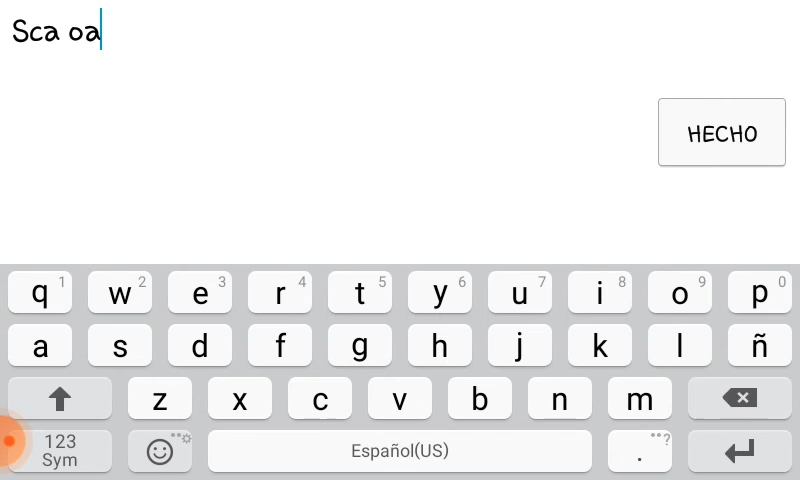 Sca oa
HECHO
q 1 w 2 e 3 r 4 t 5 y 6 u 7 i 8 o 9 p 0
a s d f g h j k l ñ
z x c v b n m
123
Sym
Español(US)
. ?